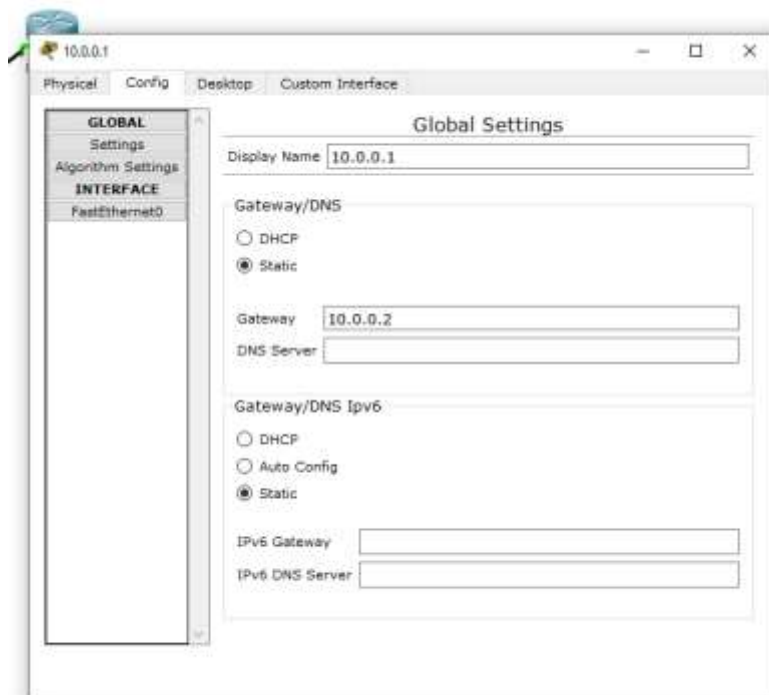 10.0.0.1
Physical Config Desktop Custom Interface
GLOBAL
Settings
Algorithm Settings
INTERFACE
FastEthernet0
Global Settings
Display Name 10.0.0.1
Gateway/DNS
DHCP
Static
Gateway 10.0.0.2
DNS Server
Gateway/DNS Ipv6
DHCP
Auto Config
Static
IPv6 Gateway
IPv6 DNS Server